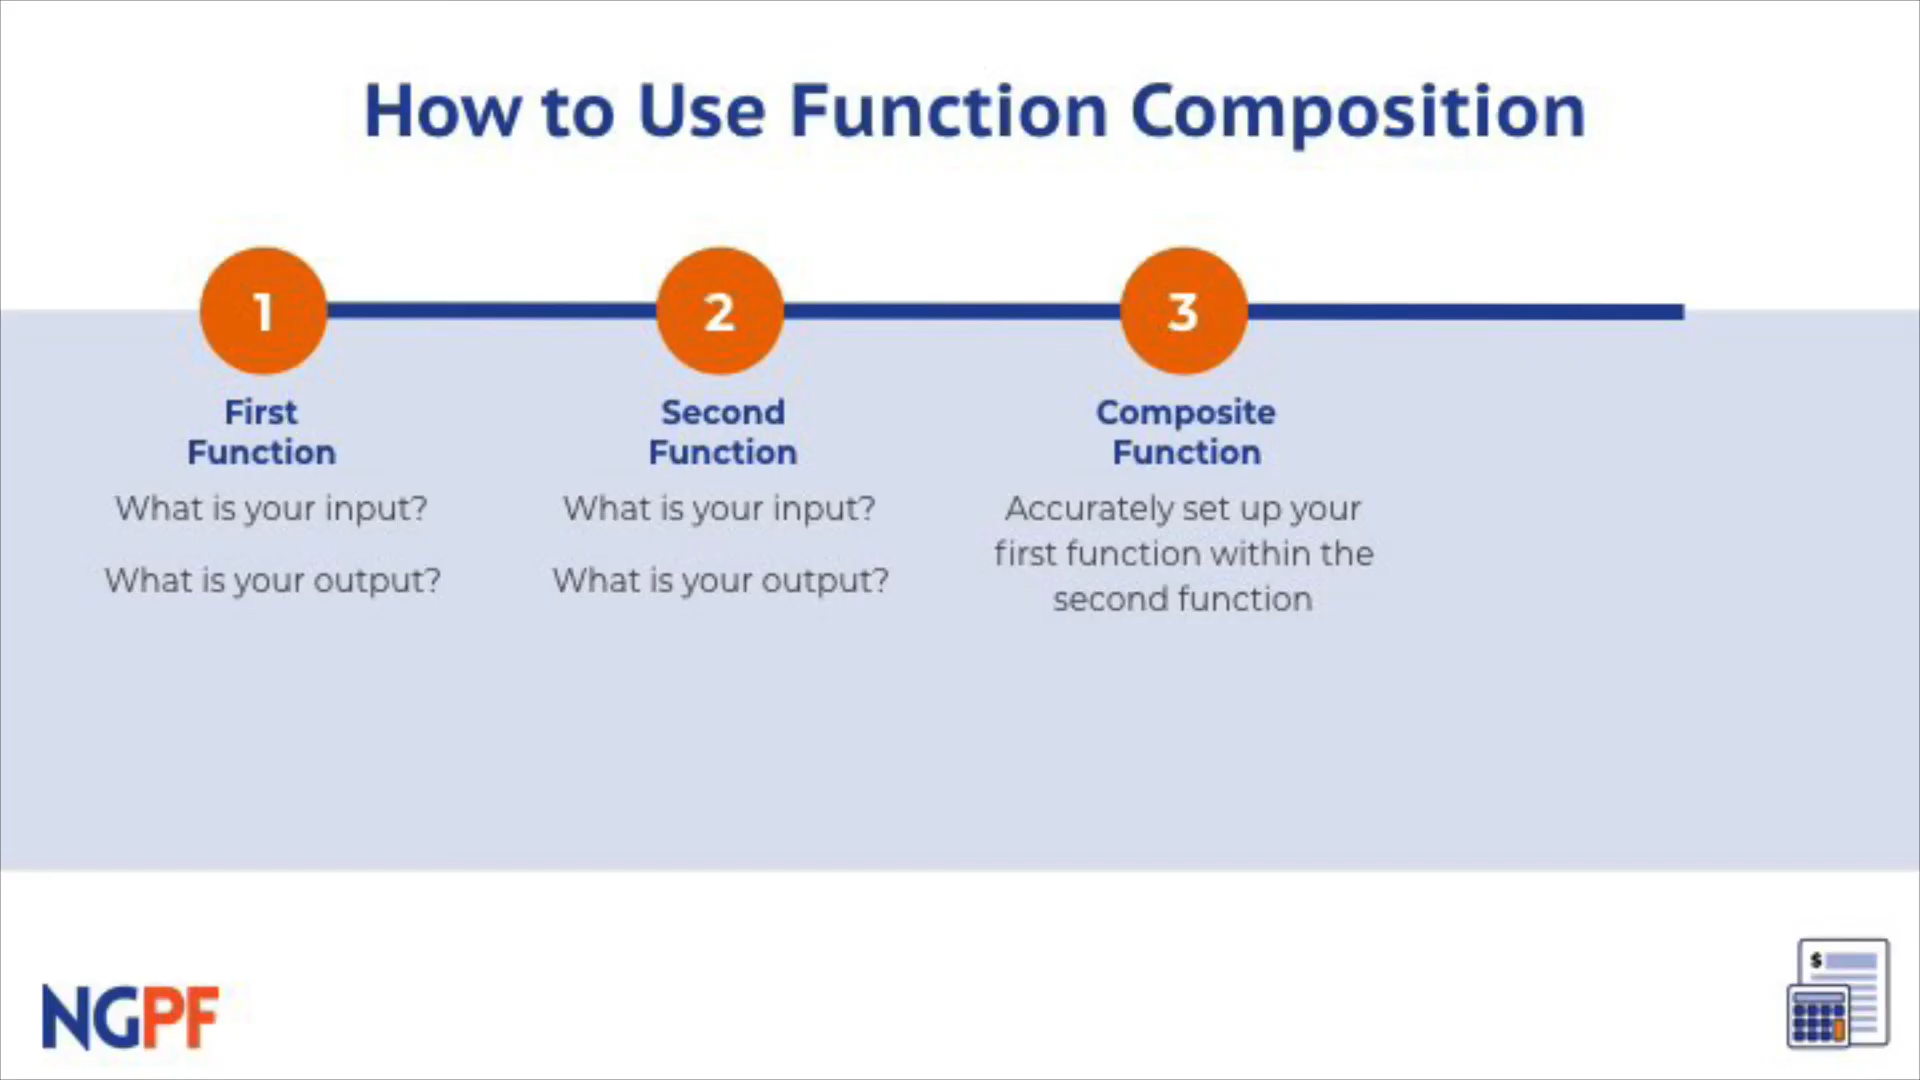 How to Use Function Composition
1
2
3
First
Function
What is your input?
What is your output?
Second
Function
What is your input?
What is your output?
Composite
Function
Accurately set up your
first function within the
second function
NGPF
$